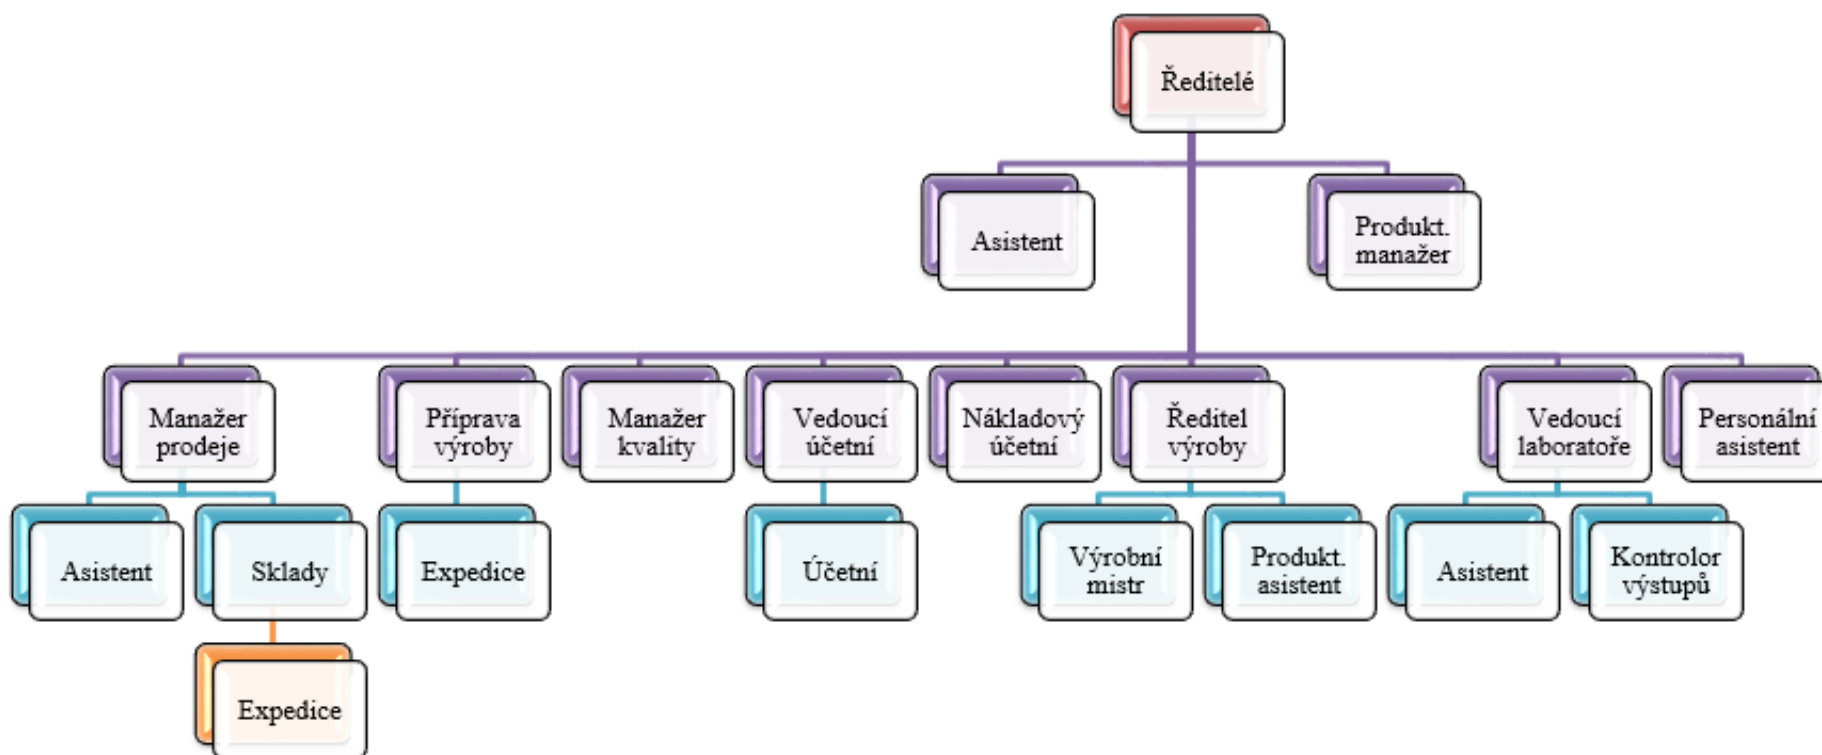 Ředitelé
Asistent
Produkt.
manažer
Manažer
prodeje
Příprava
výroby
Manažer
kvality
Vedoucí
účetní
Nákladový
účetní
Ředitel
výroby
Vedoucí
laboratoře
Personální
asistent
Asistent
Sklady
Expedice
Účetní
Výrobní
mistr
Produkt.
asistent
Asistent
Kontrolor
výstupů
Expedice